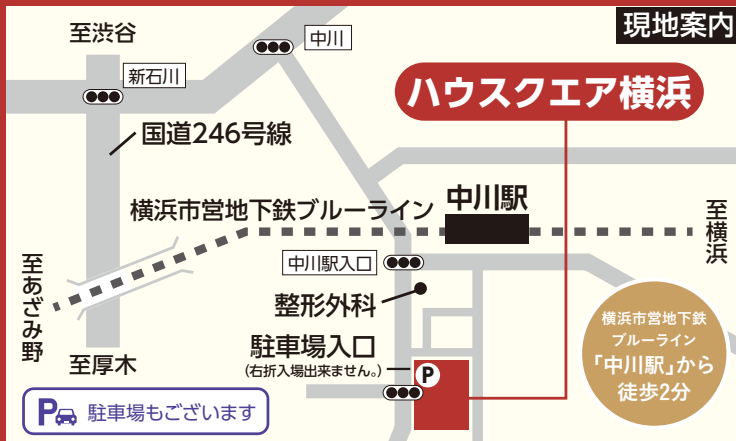 現地案内
至渋谷
中川
新石川
ハウスクエア横浜
国道246号線
中川駅
横浜市営地下鉄ブルーライン
至横浜
中川駅入口
至あざみ野
整形外科
駐車場入口
(右折入場出来ません。)
至厚木
P
横浜市営地下鉄
ブルーライン
「中川駅」から
徒歩2分
P 駐車場もございます